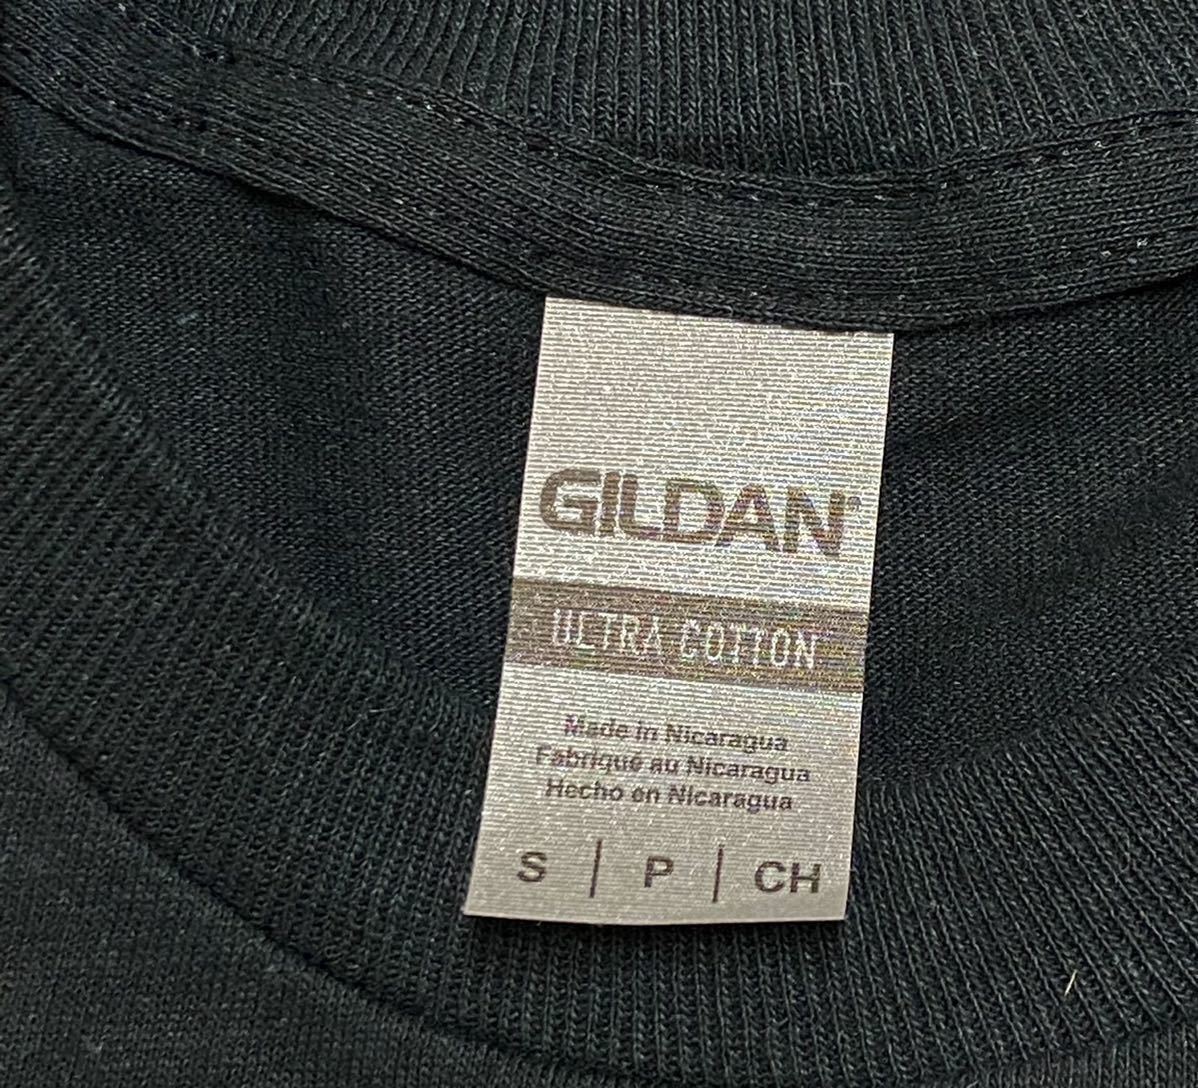 GILDAN®
ULTRA COTTON
Made in Nicaragua
Fabriqué au Nicaragua
Hecho en Nicaragua
S | P | CH